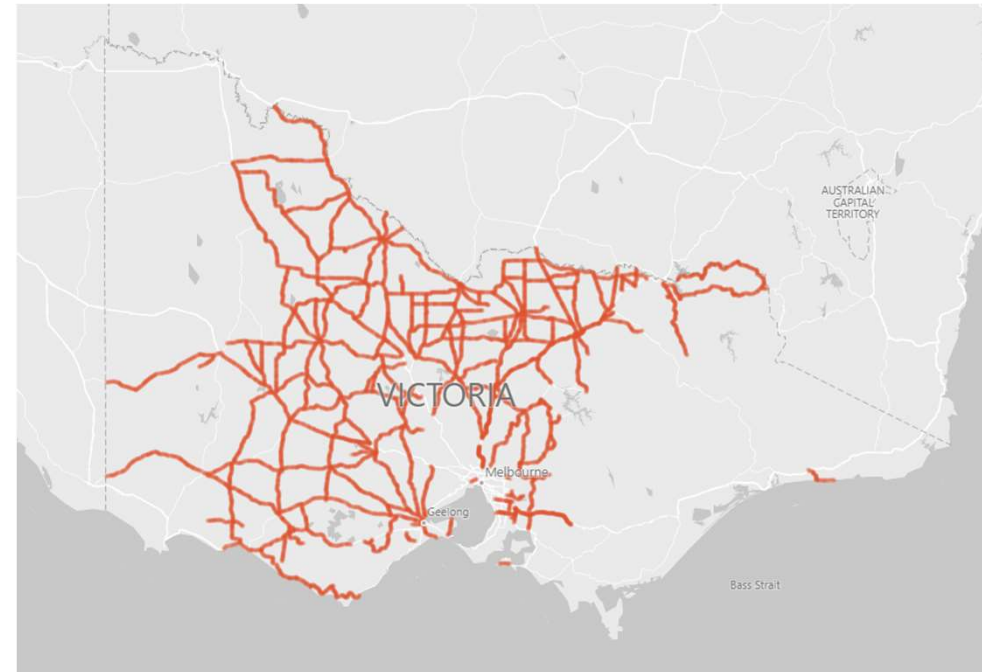 AUSTRALIAN
CAPITAL
TERRITORY
VICTORIA
Melbourne
Geelong
Bass Strait